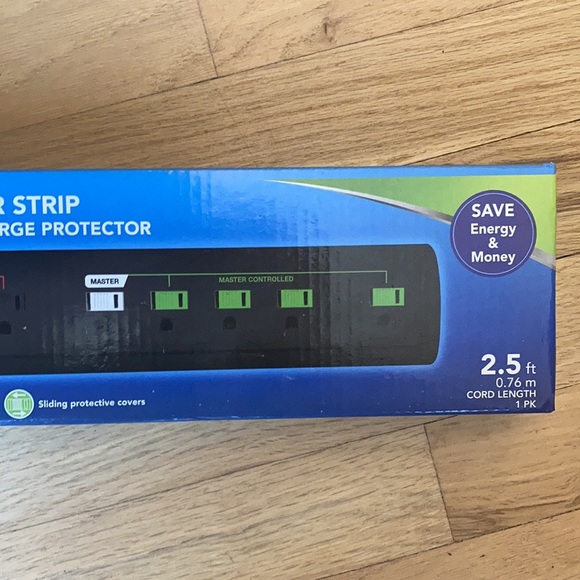 R STRIP
RGE PROTECTOR
SAVE
Energy
&
Money
MASTER
MASTER CONTROLLED
2.5 ft
0.76 m
CORD LENGTH
1 PK
Sliding protective covers